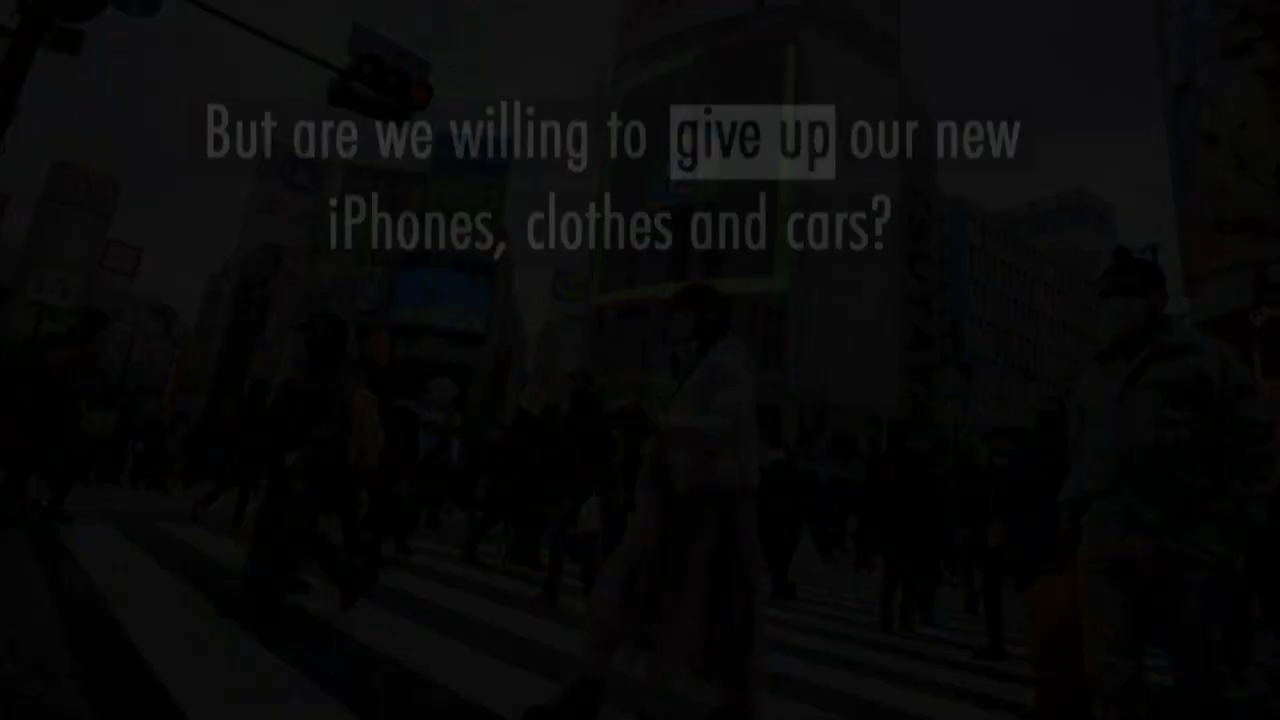 But are we willing to give up our new
iPhones, clothes and cars?